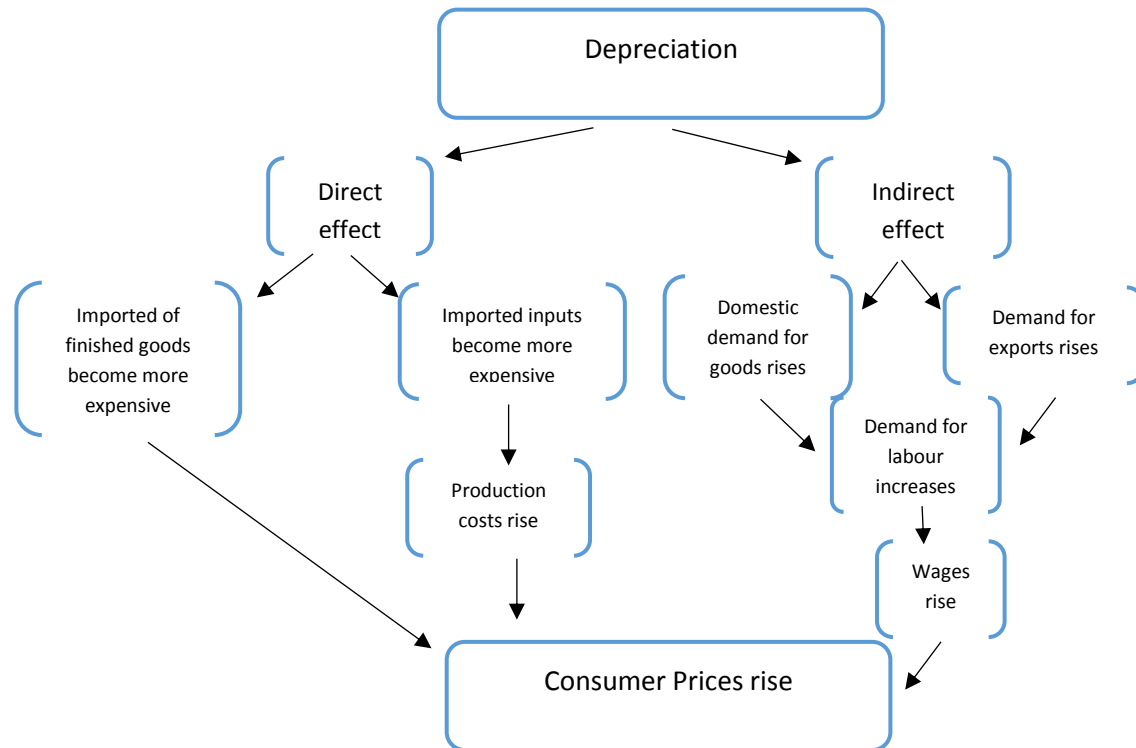 Depreciation
Direct
effect
Indirect
effect
Imported of
finished goods
become more
expensive
Imported inputs
become more
expensive
Domestic
demand for
goods rises
Demand for
exports rises
Demand for
labour
increases
Production
costs rise
Wages
rise
Consumer Prices rise